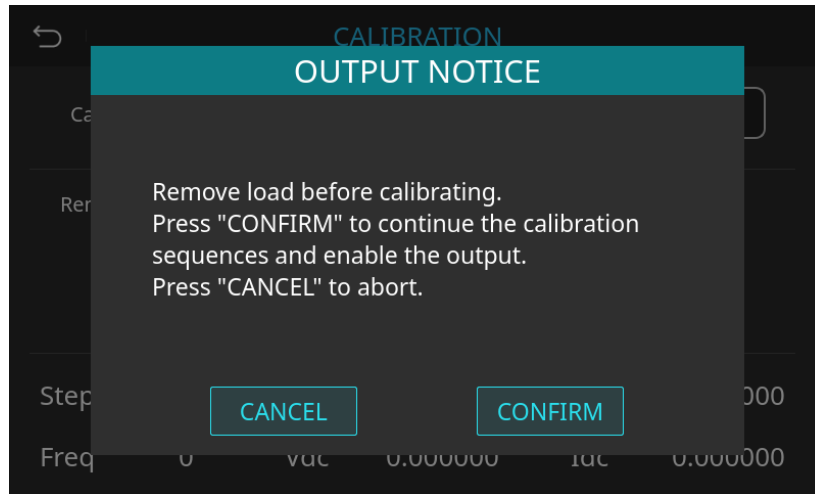 CALIBRATION
OUTPUT NOTICE
Remove load before calibrating.
Press "CONFIRM" to continue the calibration
sequences and enable the output.
Press "CANCEL" to abort.
CANCEL CONFIRM
Step
Freq 0 Vdc 0.000000 Idc 0.000000